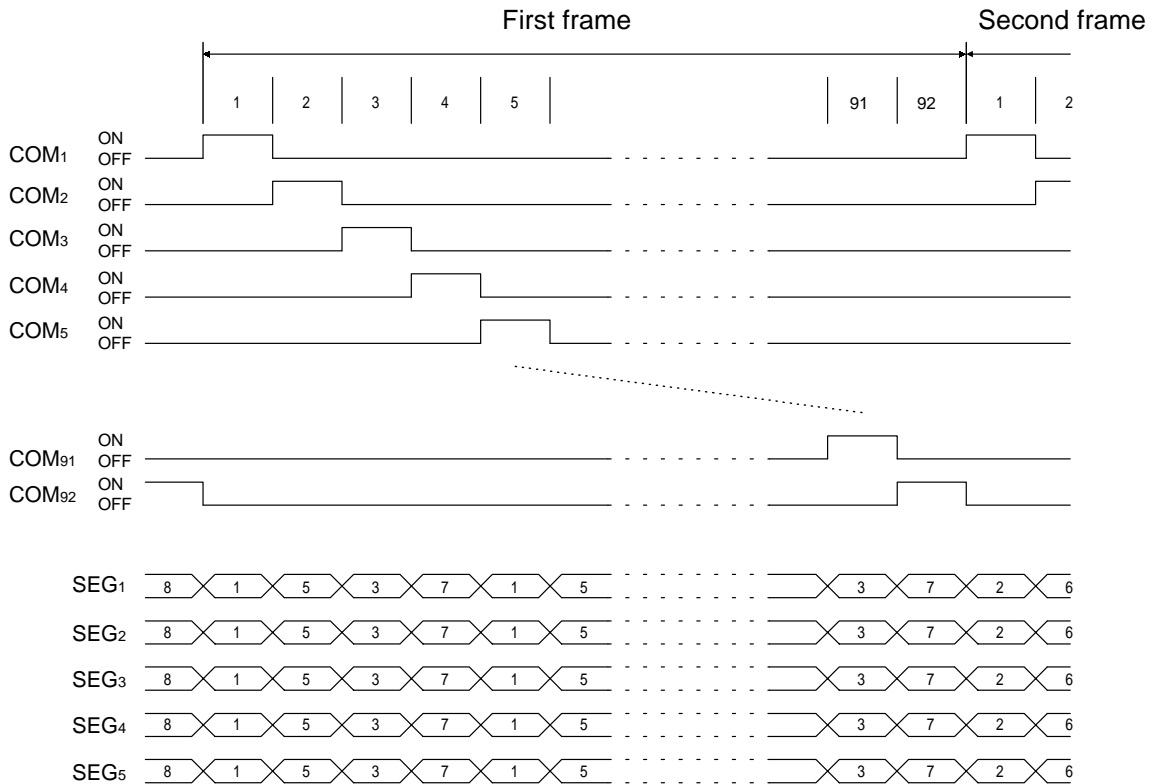 First frame Second frame
1 2 3 4 5 91 92 1 2
ON
COM1 OFF
ON
COM2 OFF
ON
COM3 OFF
ON
COM4 OFF
ON
COM5 OFF
ON
COM91 OFF
ON
COM92 OFF
SEG1 8 1 5 3 7 1 5 3 7 2 6
SEG2 8 1 5 3 7 1 5 3 7 2 6
SEG3 8 1 5 3 7 1 5 3 7 2 6
SEG4 8 1 5 3 7 1 5 3 7 2 6
SEG5 8 1 5 3 7 1 5 3 7 2 6